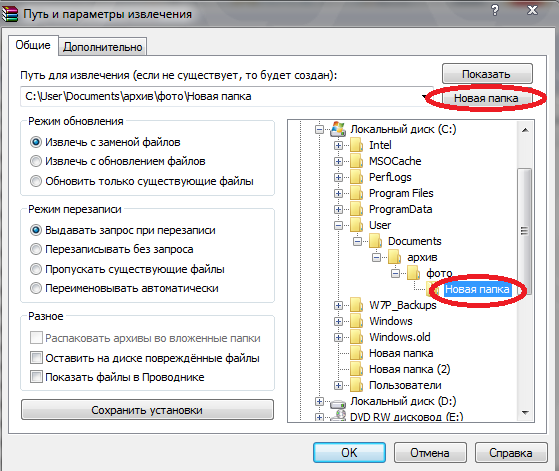 Путь и параметры извлечения
Общие
Дополнительно
Путь для извлечения (если не существует, то будет создан):
Показать
C:\User\Documents\архив\фото\Новая папка
Новая папка
Режим обновления
Извлечь с заменой файлов
Извлечь с обновлением файлов
Обновить только существующие файлы
Режим перезаписи
Выдавать запрос при перезаписи
Перезаписывать без запроса
Пропускать существующие файлы
Переименовывать автоматически
Разное
Распаковать архивы во вложенные папки
Оставить на диске повреждённые файлы
Показать файлы в Проводнике
Сохранить установки
Локальный диск (C:)
Intel
MSOCache
PerfLogs
Program Files
ProgramData
User
Documents
архив
фото
Новая папка
W7P_Backups
Windows
Windows.old
Новая папка
Новая папка (2)
Пользователи
Локальный диск (D:)
DVD RW дисковод (E:)
OK
Отмена
Справка